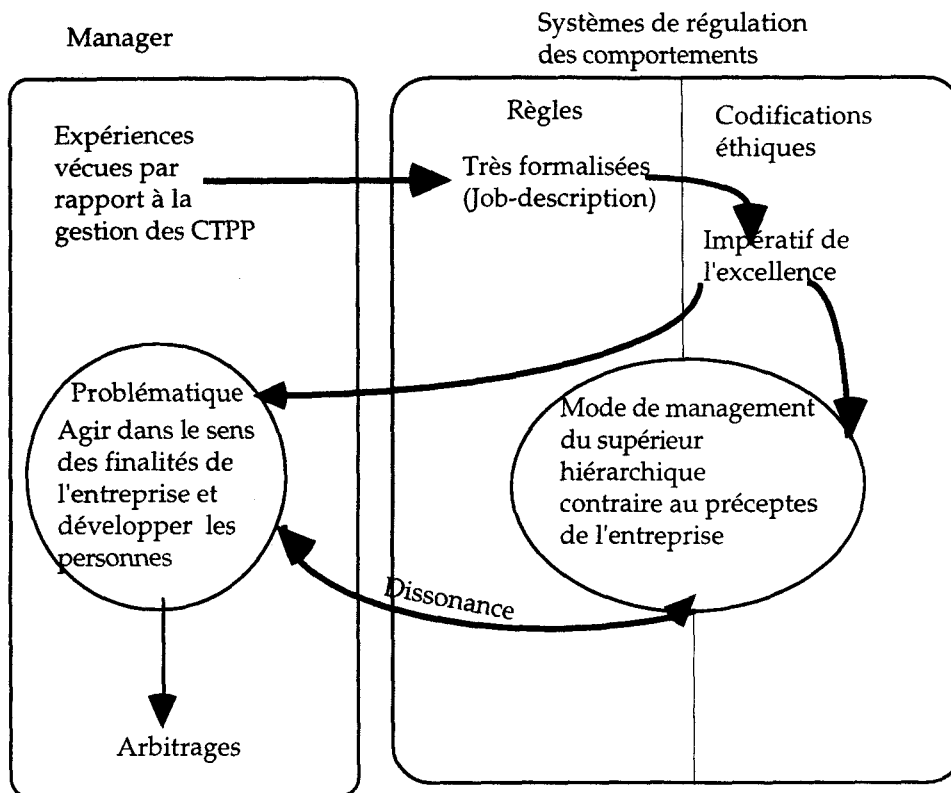 Manager
Systèmes de régulation
des comportements
Expériences
vécues par
rapport à la
gestion des CTPP
Règles
Très formalisées
(Job-description)
Codifications
éthiques
Impératif de
l'excellence
Problématique
Agir dans le sens
des finalités de
l'entreprise et
développer les
personnes
Mode de management
du supérieur
hiérarchique
contraire au préceptes
de l'entreprise
Dissonance
Arbitrages